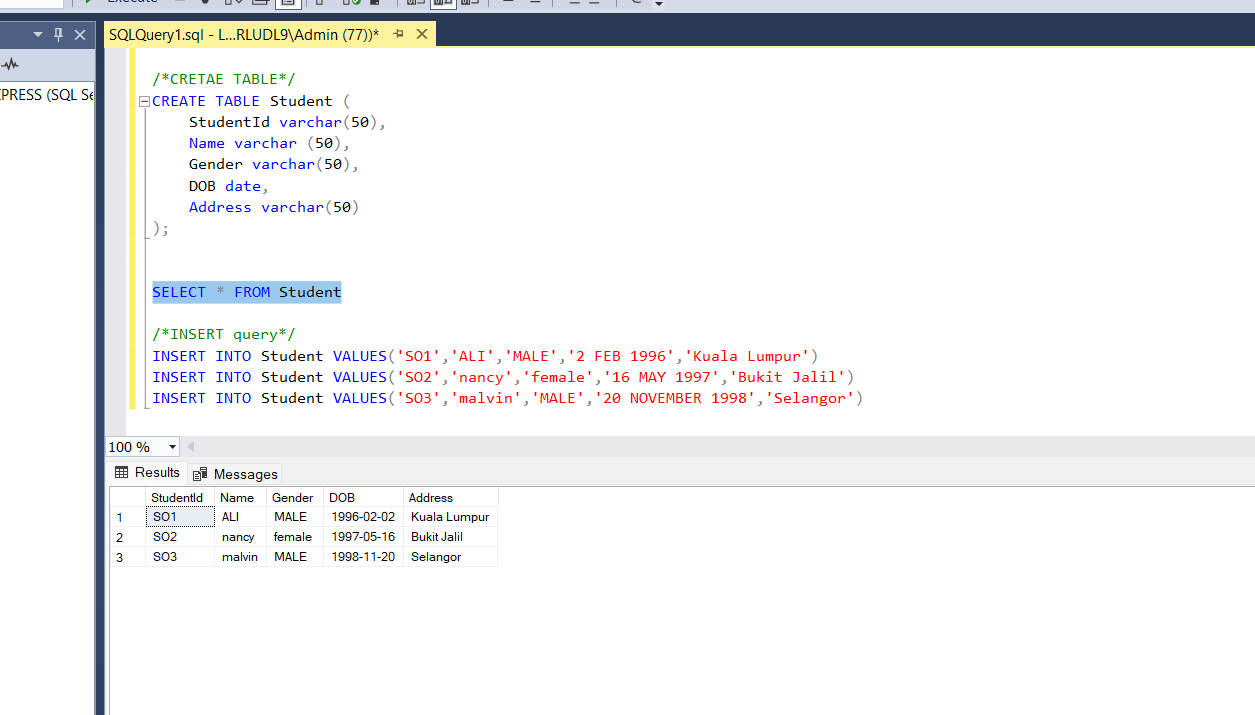 Execute
SQLQuery1.sql - L...RLUDL9\Admin (77))*
PRESS (SQL Se
/*CRETAE TABLE*/
CREATE TABLE Student (
StudentId varchar(50),
Name varchar (50),
Gender varchar(50),
DOB date,
Address varchar(50)
);
SELECT * FROM Student
/*INSERT query*/
INSERT INTO Student VALUES('SO1','ALI','MALE','2 FEB 1996','Kuala Lumpur')
INSERT INTO Student VALUES('SO2','nancy','female','16 MAY 1997','Bukit Jalil')
INSERT INTO Student VALUES('SO3','malvin','MALE','20 NOVEMBER 1998','Selangor')
100 %
Results Messages
StudentId Name Gender DOB Address
1 SO1 ALI MALE 1996-02-02 Kuala Lumpur
2 SO2 nancy female 1997-05-16 Bukit Jalil
3 SO3 malvin MALE 1998-11-20 Selangor